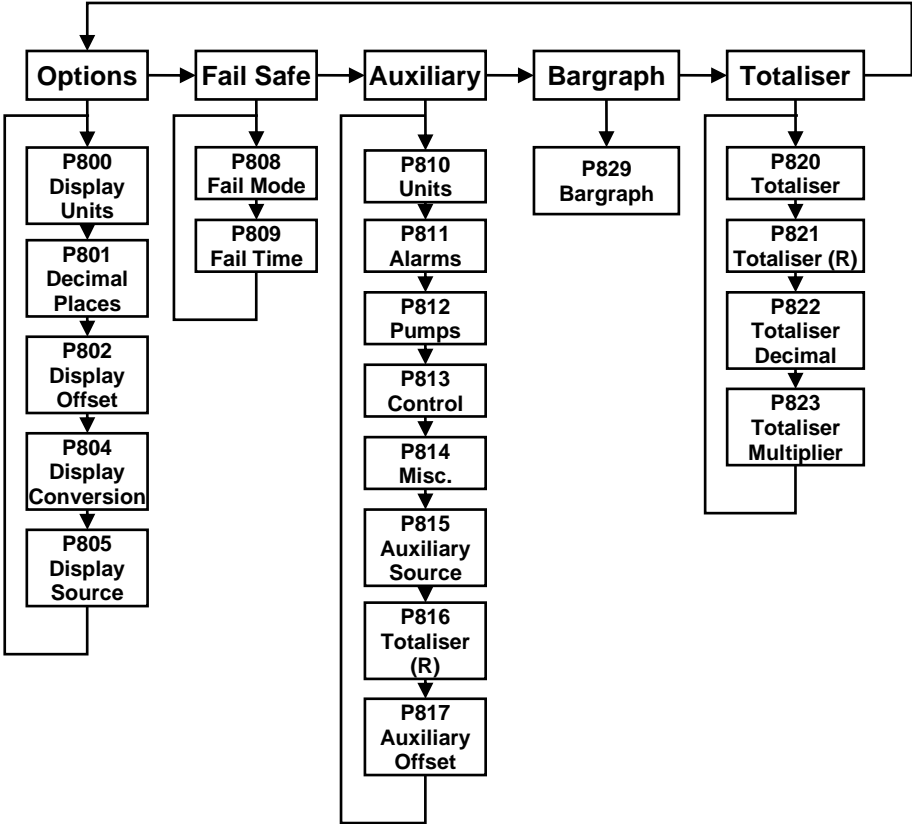 Options
Fail Safe
Auxiliary
Bargraph
Totaliser
P800
Display
Units
P801
Decimal
Places
P802
Display
Offset
P804
Display
Conversion
P805
Display
Source
P808
Fail Mode
P809
Fail Time
P810
Units
P811
Alarms
P812
Pumps
P813
Control
P814
Misc.
P815
Auxiliary
Source
P816
Totaliser
(R)
P817
Auxiliary
Offset
P829
Bargraph
P820
Totaliser
P821
Totaliser (R)
P822
Totaliser
Decimal
P823
Totaliser
Multiplier